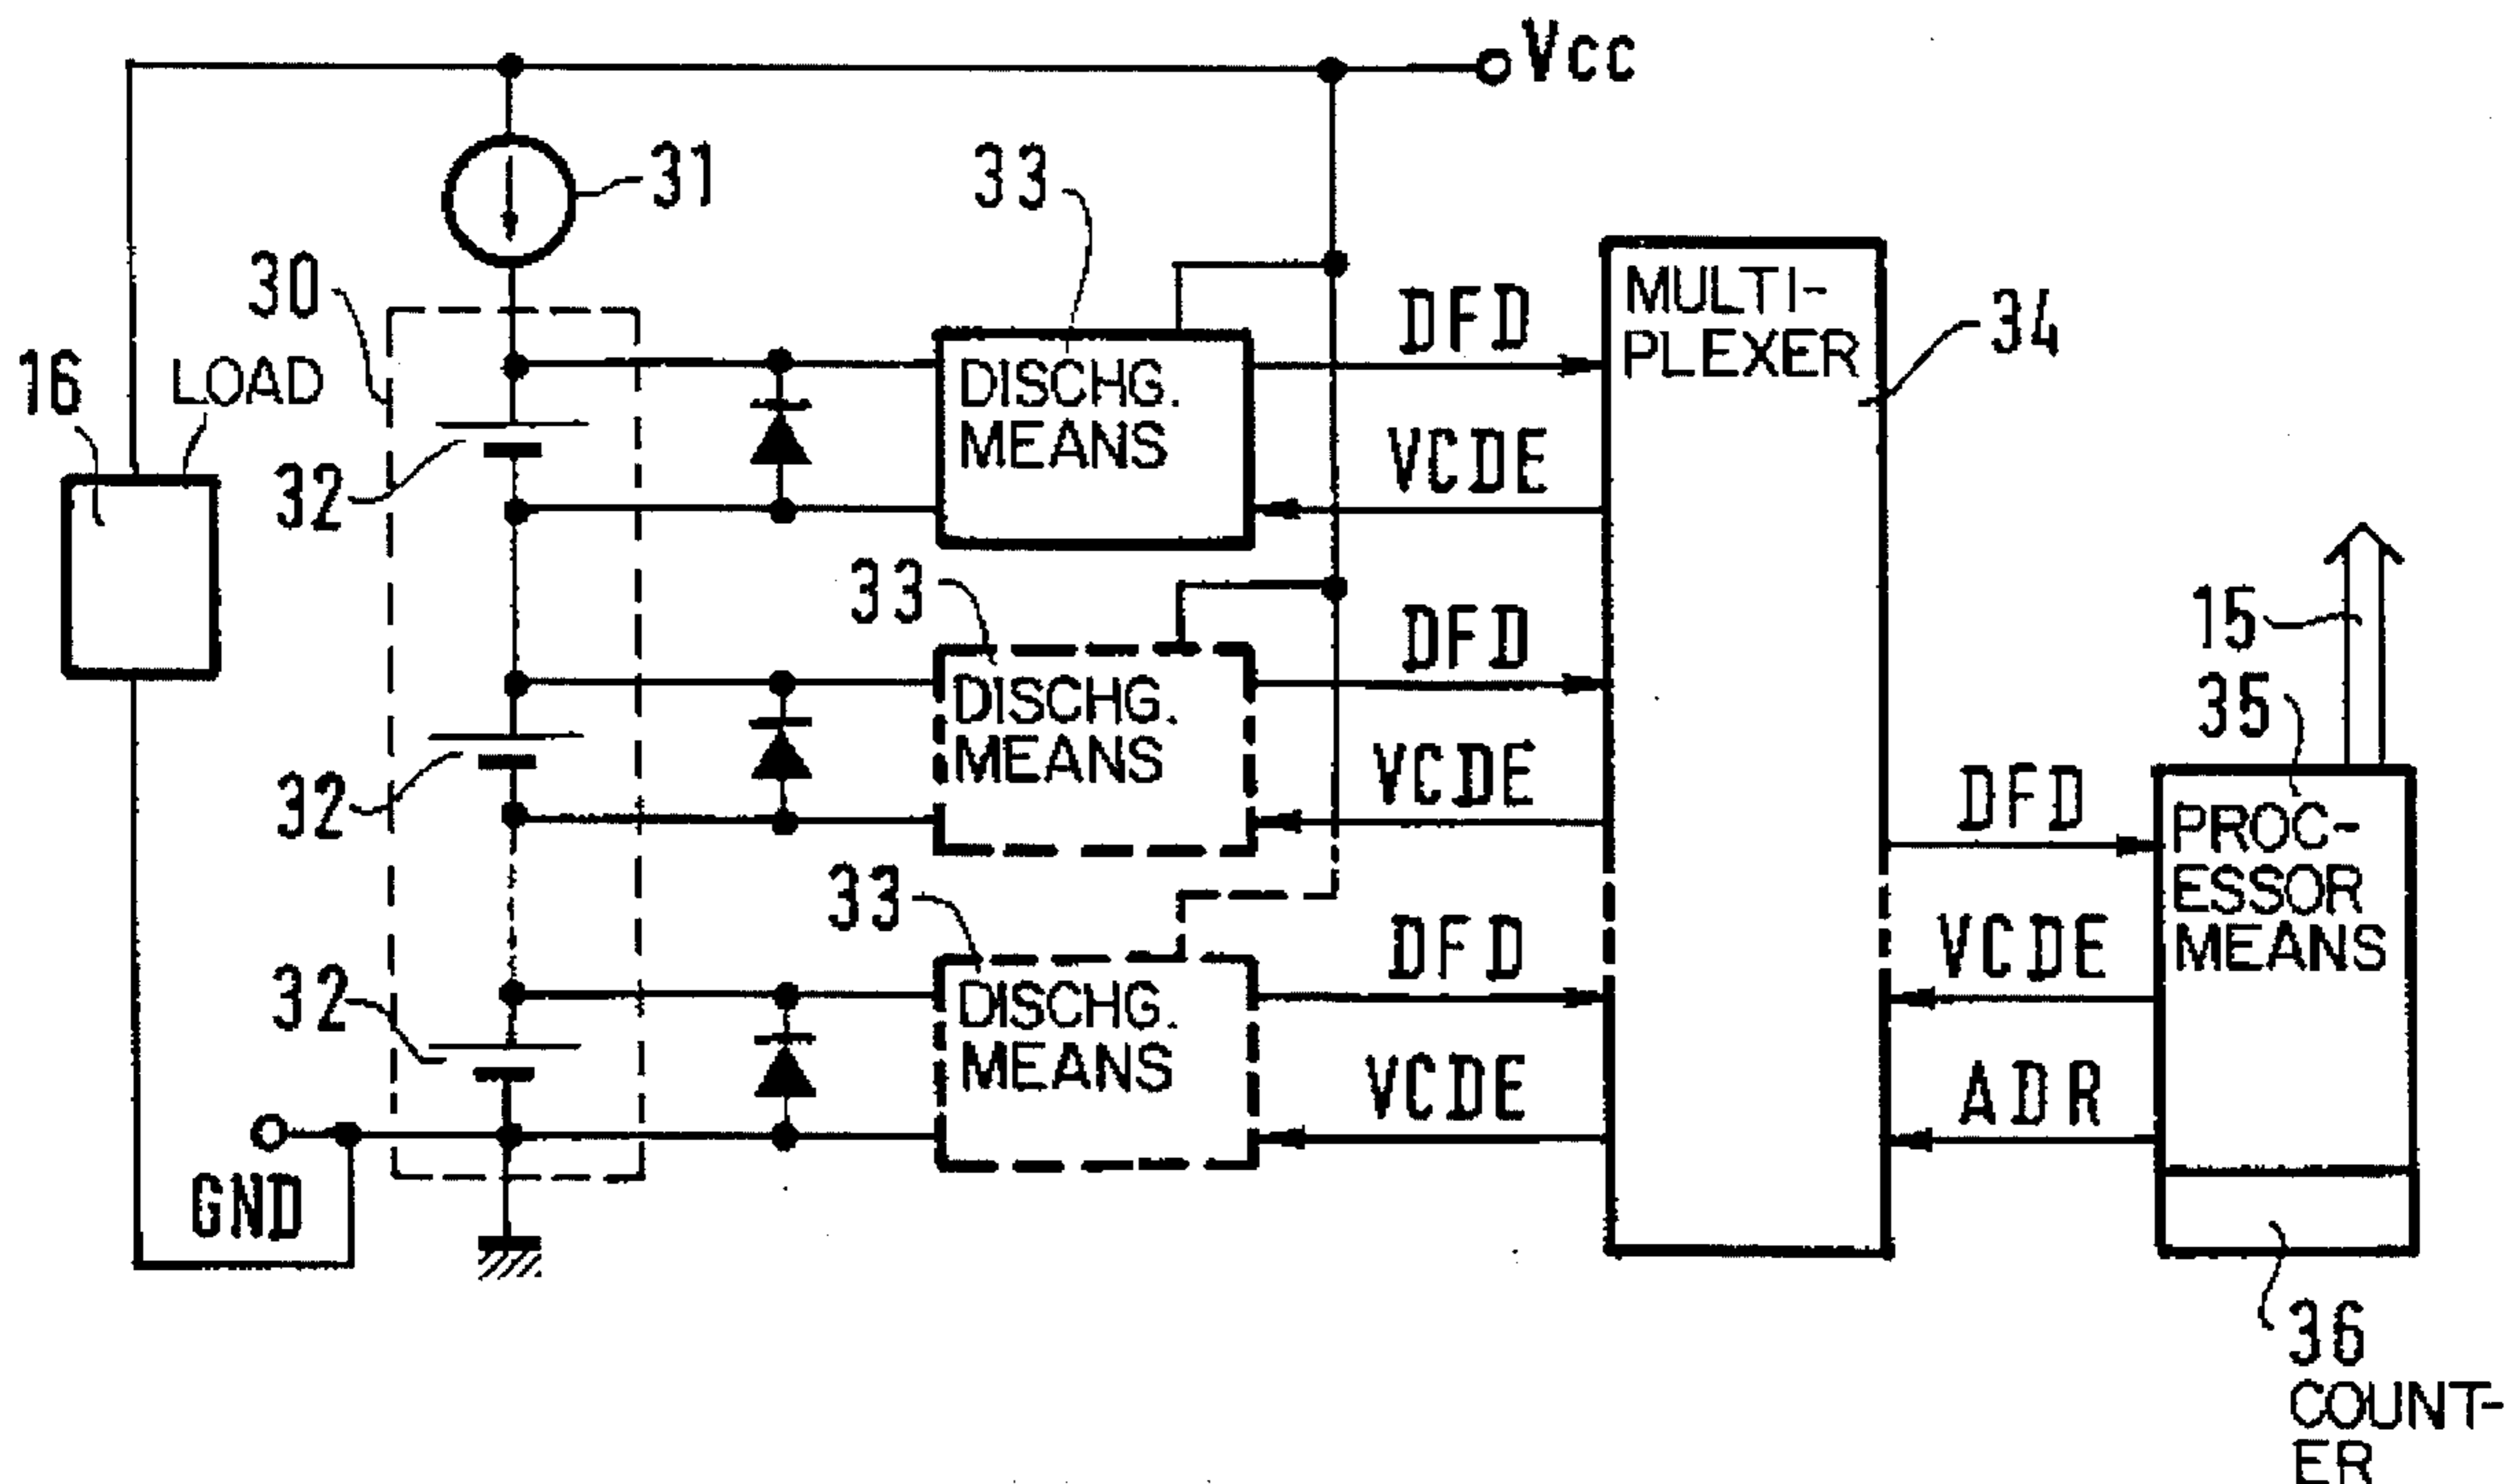 Vcc
31
33
30
DFD
MULTI-
PLEXER
34
16
LOAD
DISCHG.
MEANS
VCDE
32
33
DFD
15
35
DISCHG.
MEANS
VCDE
32
DFD
PROC-
ESSOR
MEANS
33
DFD
VCDE
32
DISCHG.
MEANS
VCDE
ADR
GND
36
COUNT-
ER